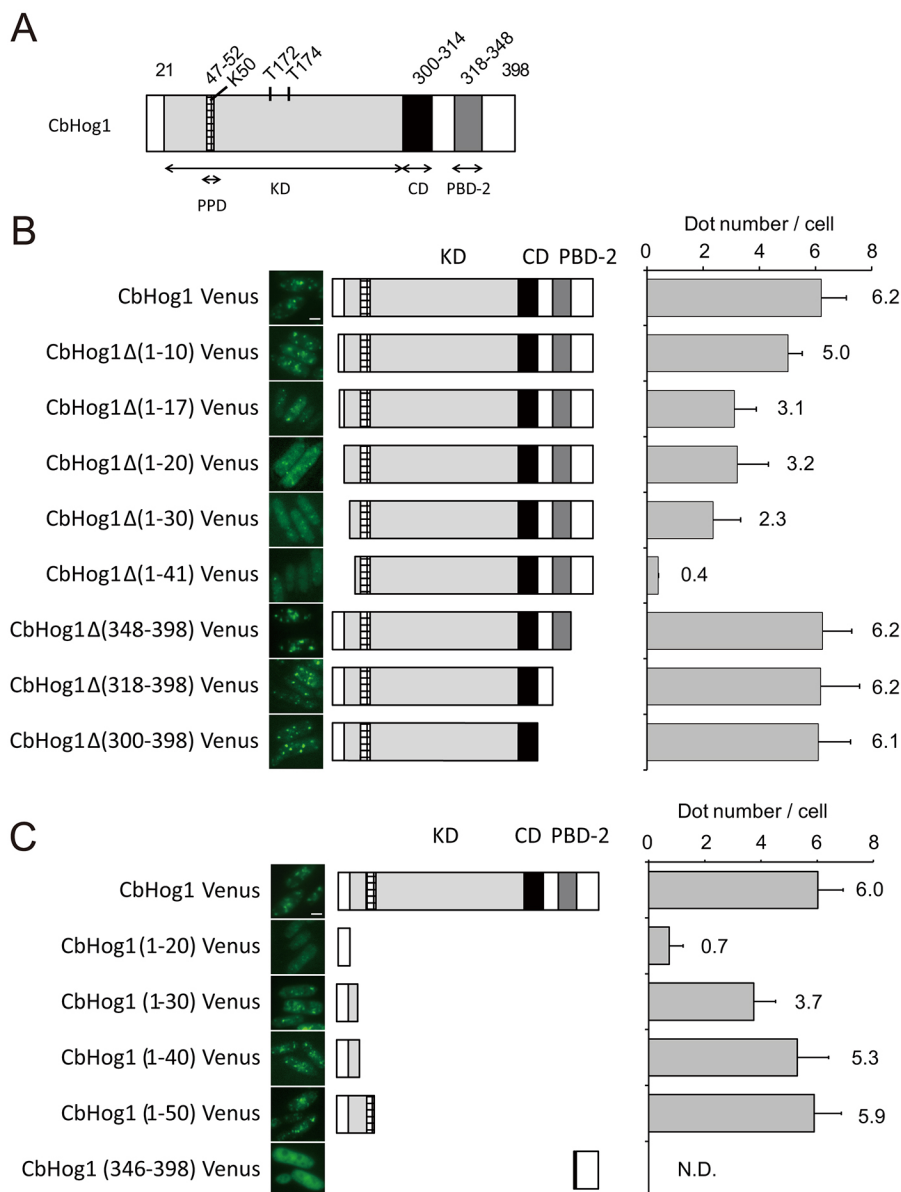 A
21 47-52 K50 T172 T174 300-314 318-348 398
CbHog1
KD CD PBD-2
PPD
B
Dot number / cell
KD CD PBD-2
0 2 4 6 8
CbHog1 Venus 6.2
CbHog1Δ(1-10) Venus 5.0
CbHog1Δ(1-17) Venus 3.1
CbHog1Δ(1-20) Venus 3.2
CbHog1Δ(1-30) Venus 2.3
CbHog1Δ(1-41) Venus 0.4
CbHog1Δ(348-398) Venus 6.2
CbHog1Δ(318-398) Venus 6.2
CbHog1Δ(300-398) Venus 6.1
C
Dot number / cell
KD CD PBD-2
0 2 4 6 8
CbHog1 Venus 6.0
CbHog1 (1-20) Venus 0.7
CbHog1 (1-30) Venus 3.7
CbHog1 (1-40) Venus 5.3
CbHog1 (1-50) Venus 5.9
CbHog1 (346-398) Venus N.D.